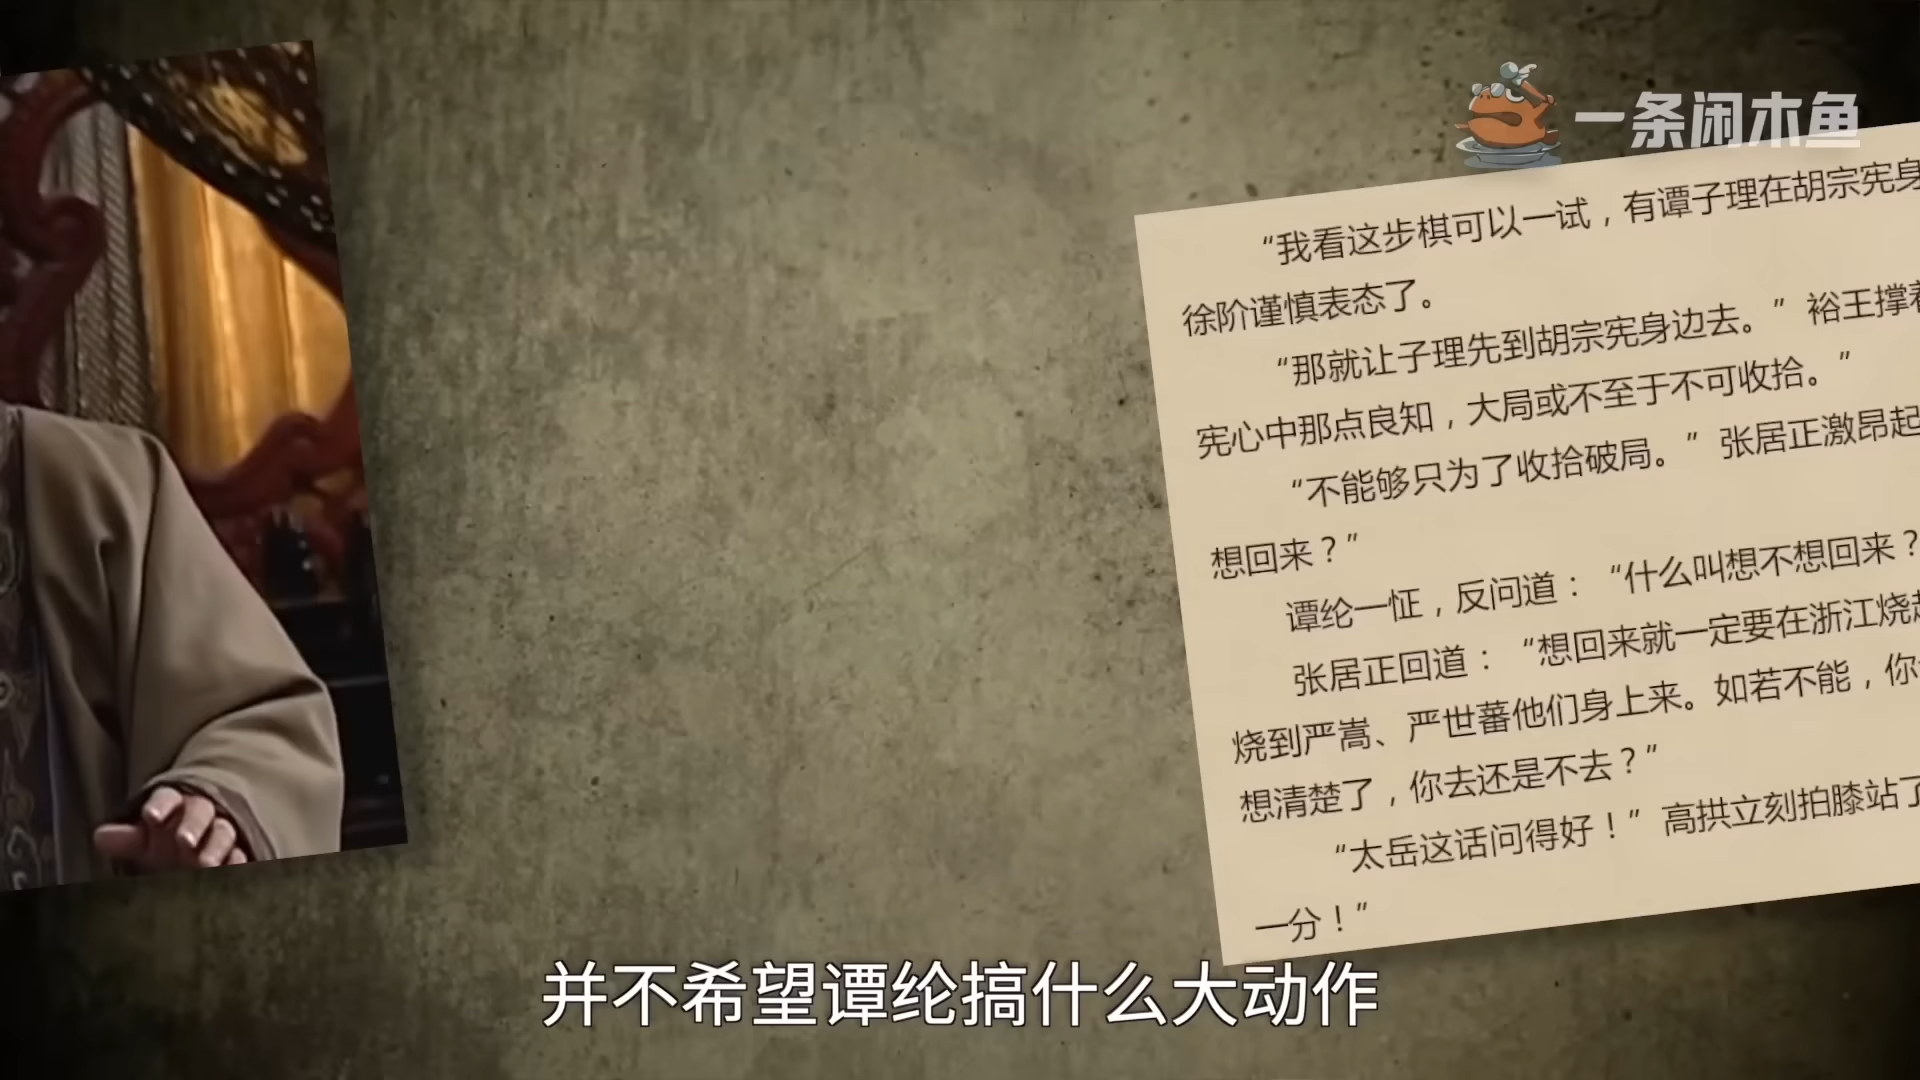 一条闲木鱼
“我看这步棋可以一试，有谭子理在胡宗宪身
徐阶谨慎表态了。
“那就让子理先到胡宗宪身边去。”裕王撑着
宪心中那点良知，大局或不至于不可收拾。”
“不能够只为了收拾破局。”张居正激昂起
想回来？”
谭纶一怔，反问道：“什么叫想不想回来？
张居正回道：“想回来就一定要在浙江烧起
烧到严嵩、严世蕃他们身上来。如若不能，你
想清楚了，你去还是不去？”
“太岳这话问得好！”高拱立刻拍膝站了
一分！”
并不希望谭纶搞什么大动作